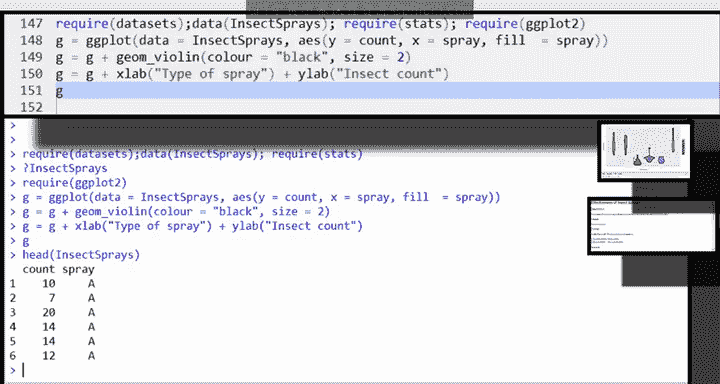 147 require(datasets);data(InsectSprays); require(stats); require(ggplot2)
148 g = ggplot(data = InsectSprays, aes(y = count, x = spray, fill  = spray))
149 g = g + geom_violin(colour = "black", size = 2)
150 g = g + xlab("Type of spray") + ylab("Insect count")
151 g
152
>
>
> require(datasets);data(InsectSprays); require(stats)
> ?InsectSprays
> require(ggplot2)
> g = ggplot(data = InsectSprays, aes(y = count, x = spray, fill  = spray))
> g = g + geom_violin(colour = "black", size = 2)
> g = g + xlab("Type of spray") + ylab("Insect count")
> g
> head(InsectSprays)
count spray
1 10 A
2 7 A
3 20 A
4 14 A
5 14 A
6 12 A
>